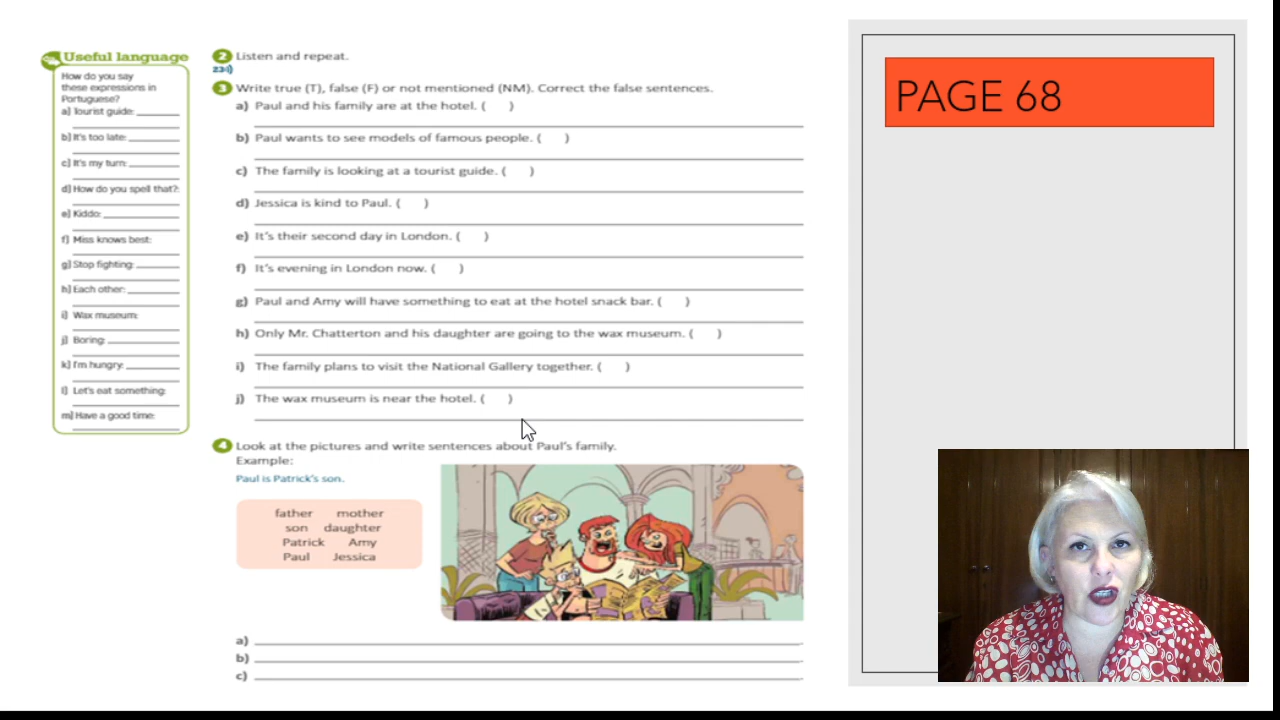 Useful language
How do you say
these expressions in
Portuguese?
a) Tourist guide:
b) It's too late:
c) It's my turn:
d) How do you spell that?:
e) Kiddo:
f) Miss knows best:
g) Stop fighting:
h) Each other:
i) Wax museum:
j) Boring:
k) I'm hungry:
l) Let's eat something:
m) Have a good time:
2 Listen and repeat.
23
3 Write true (T), false (F) or not mentioned (NM). Correct the false sentences.
a) Paul and his family are at the hotel. ( )
b) Paul wants to see models of famous people. ( )
c) The family is looking at a tourist guide. ( )
d) Jessica is kind to Paul. ( )
e) It's their second day in London. ( )
f) It's evening in London now. ( )
g) Paul and Amy will have something to eat at the hotel snack bar. ( )
h) Only Mr. Chatterton and his daughter are going to the wax museum. ( )
i) The family plans to visit the National Gallery together. ( )
j) The wax museum is near the hotel. ( )
4 Look at the pictures and write sentences about Paul's family.
Example:
Paul is Patrick's son.
father mother
son daughter
Patrick Amy
Paul Jessica
a)
b)
c)
PAGE 68